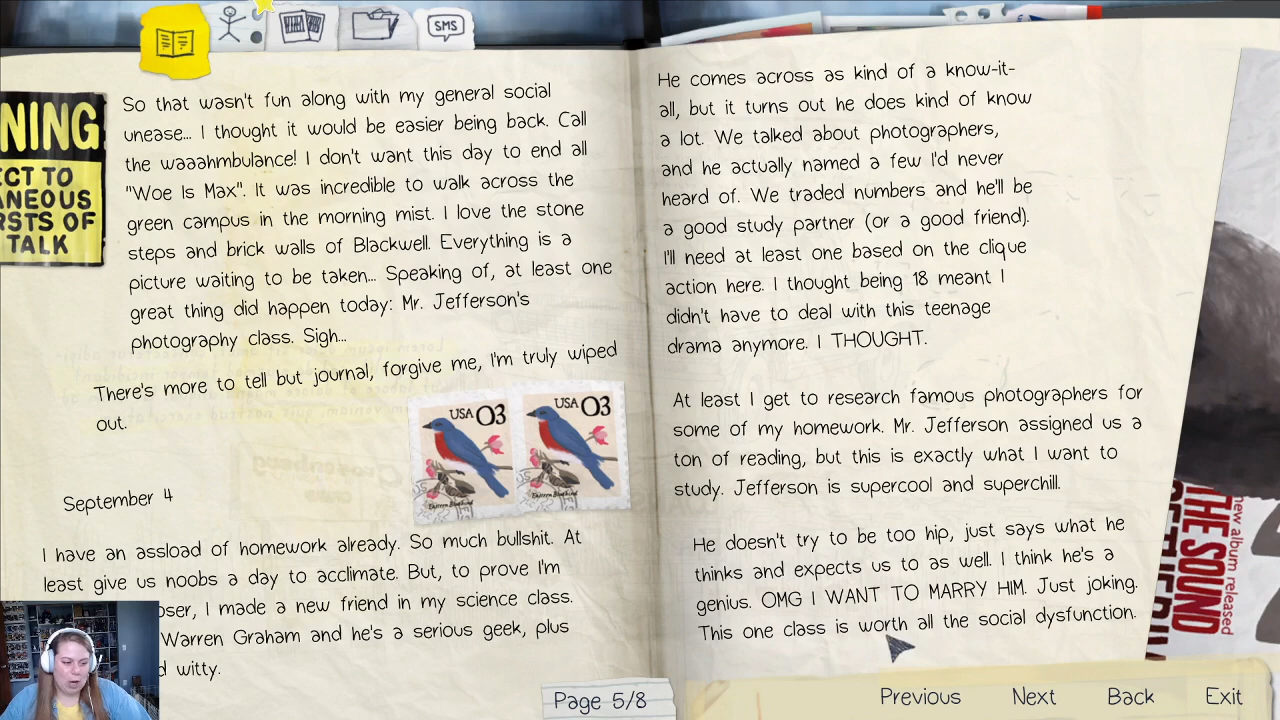 SMS
NING
ECT TO
ANEOUS
RSTS OF
TALK
So that wasn't fun along with my general social
unease... I thought it would be easier being back. Call
the waaahmbulance! I don't want this day to end all
"Woe Is Max". It was incredible to walk across the
green campus in the morning mist. I love the stone
steps and brick walls of Blackwell. Everything is a
picture waiting to be taken... Speaking of, at least one
great thing did happen today: Mr. Jefferson's
photography class. Sigh...
There's more to tell but journal, forgive me, I'm truly wiped
out.
USA 03
USA 03
Eastern Bluebird
Eastern Bluebird
September 4
I have an assload of homework already. So much bullshit. At
least give us noobs a day to acclimate. But, to prove I'm
oser, I made a new friend in my science class.
Warren Graham and he's a serious geek, plus
d witty.
He comes across as kind of a know-it-
all, but it turns out he does kind of know
a lot. We talked about photographers,
and he actually named a few I'd never
heard of. We traded numbers and he'll be
a good study partner (or a good friend).
I'll need at least one based on the clique
action here. I thought being 18 meant I
didn't have to deal with this teenage
drama anymore. I THOUGHT.
At least I get to research famous photographers for
some of my homework. Mr. Jefferson assigned us a
ton of reading, but this is exactly what I want to
study. Jefferson is supercool and superchill.
He doesn't try to be too hip, just says what he
thinks and expects us to as well. I think he's a
genius. OMG I WANT TO MARRY HIM. Just joking.
This one class is worth all the social dysfunction.
new album released
THE SOUND
Page 5/8
Previous
Next
Back
Exit